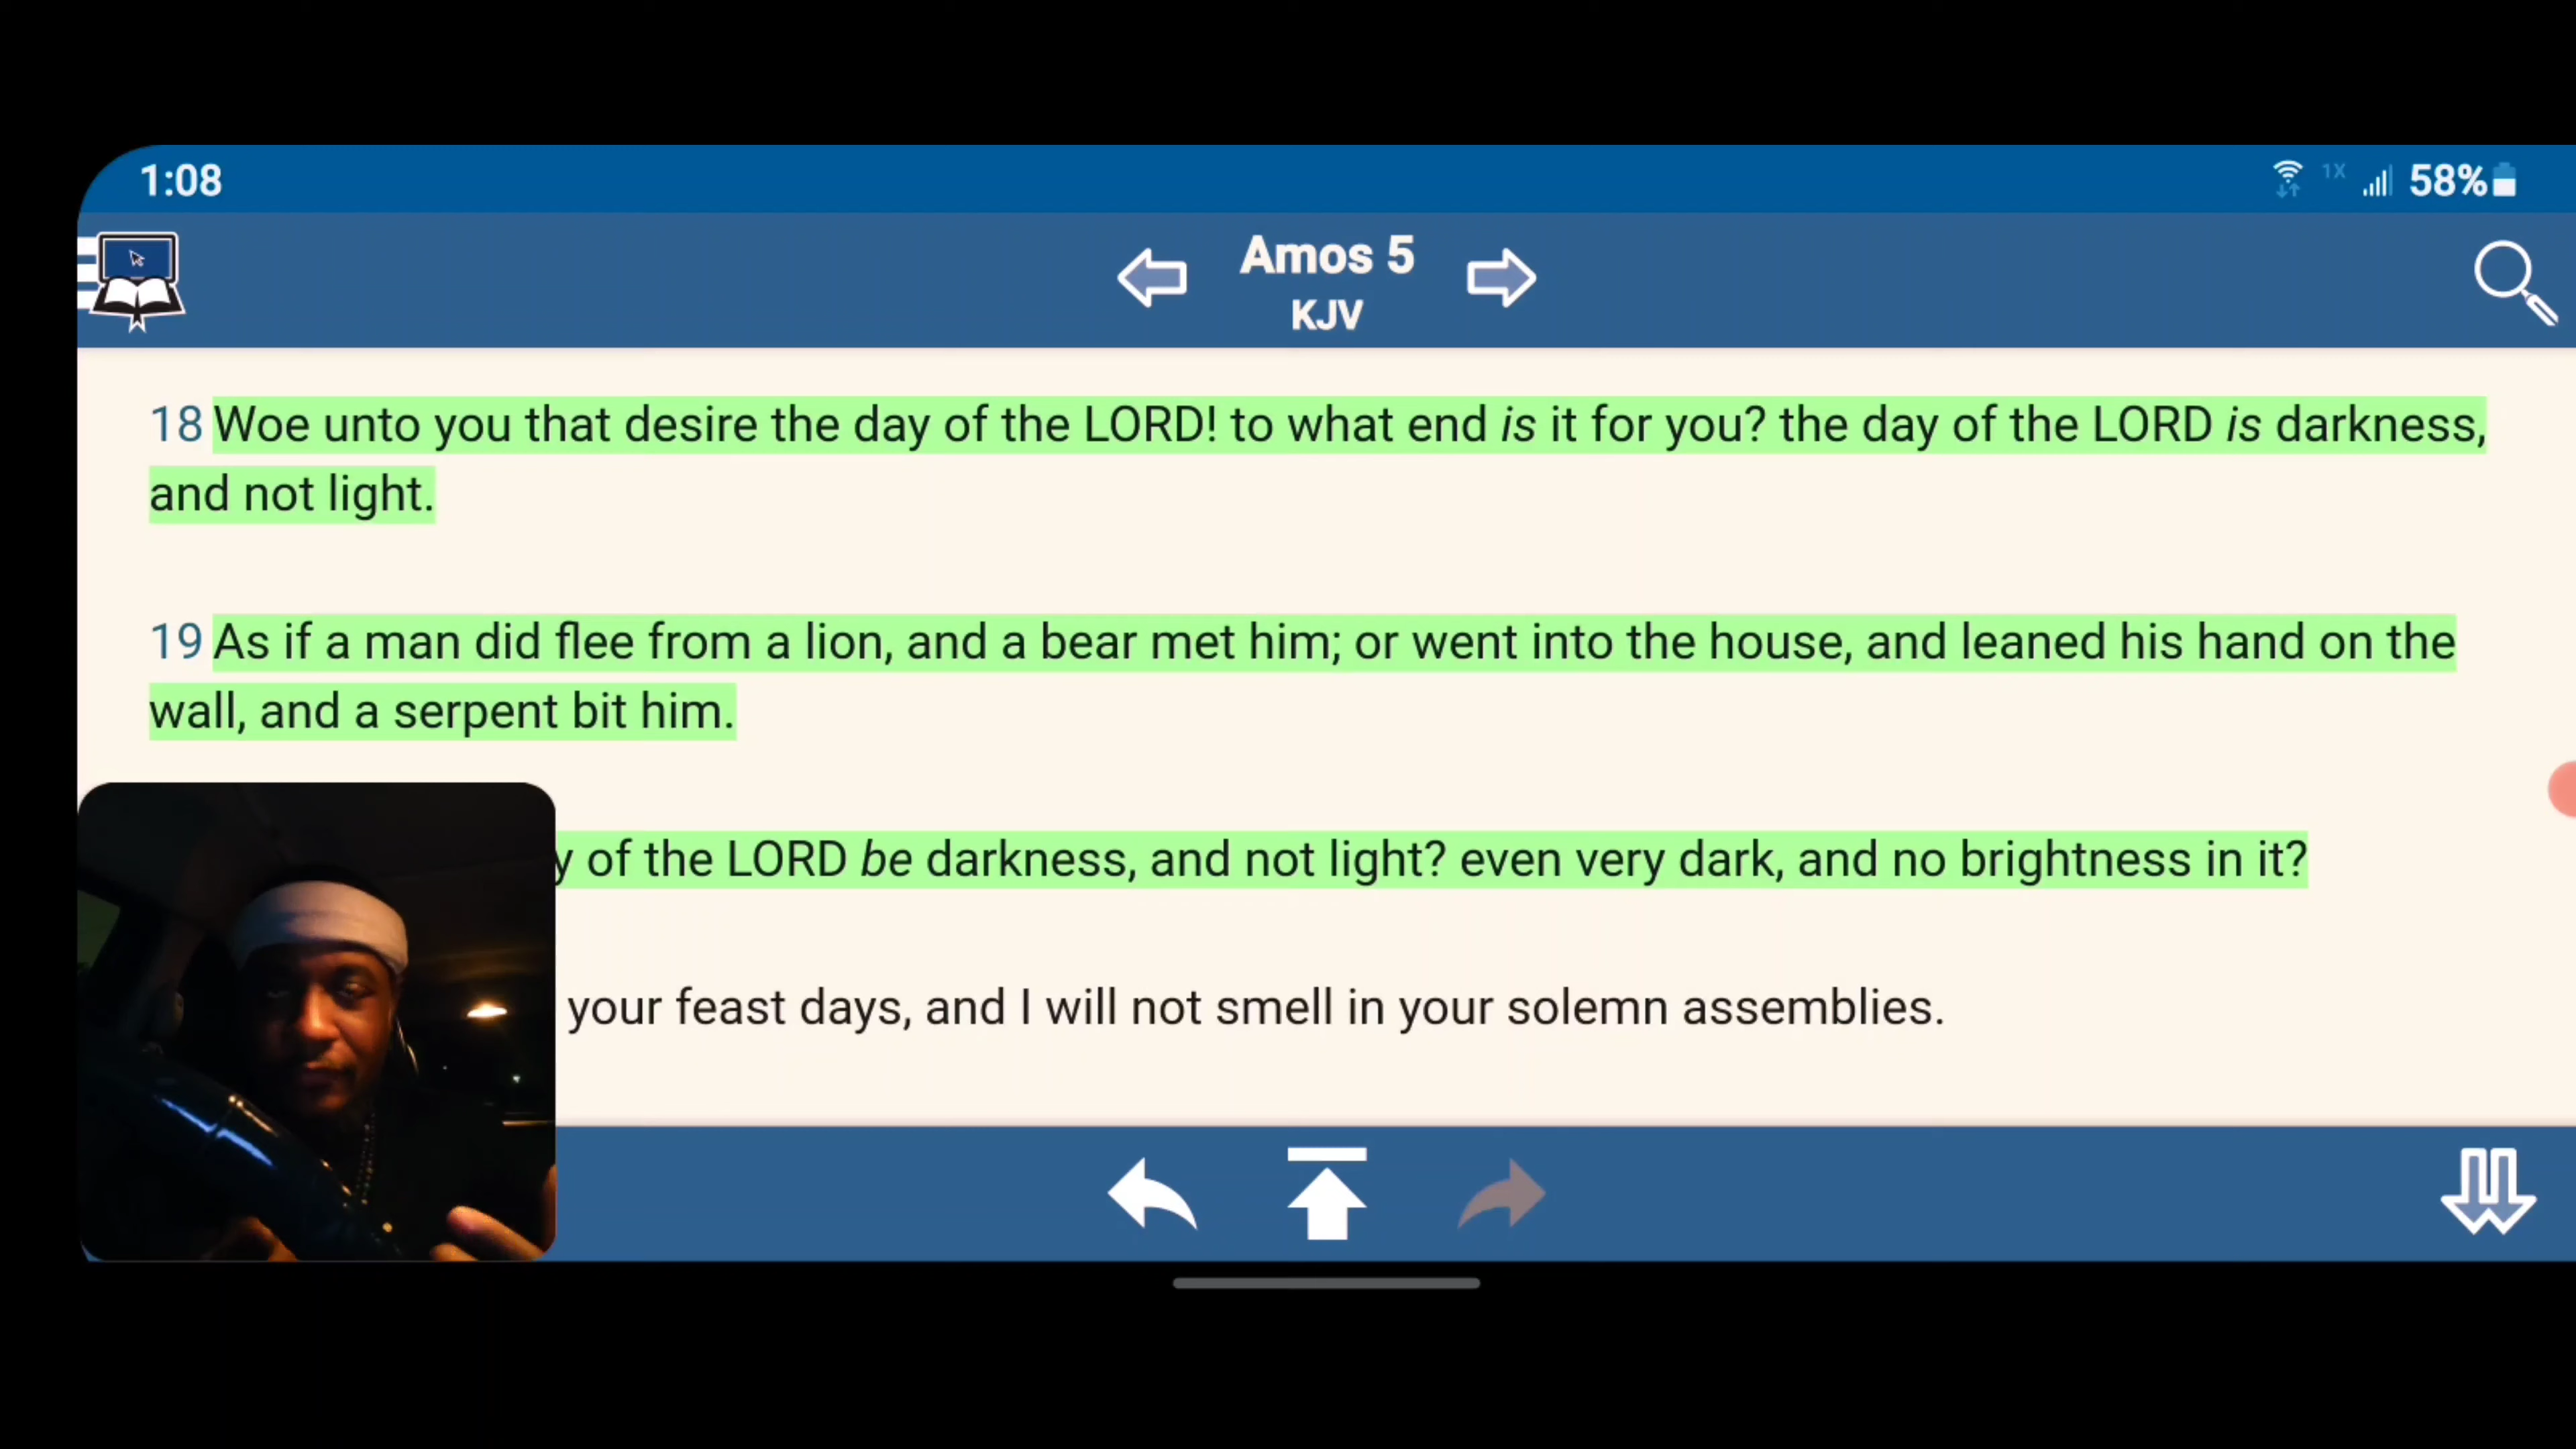 1:08
1X
58%
Amos 5
KJV
18 Woe unto you that desire the day of the LORD! to what end is it for you? the day of the LORD is darkness,
and not light.
19 As if a man did flee from a lion, and a bear met him; or went into the house, and leaned his hand on the
wall, and a serpent bit him.
of the LORD be darkness, and not light? even very dark, and no brightness in it?
your feast days, and I will not smell in your solemn assemblies.